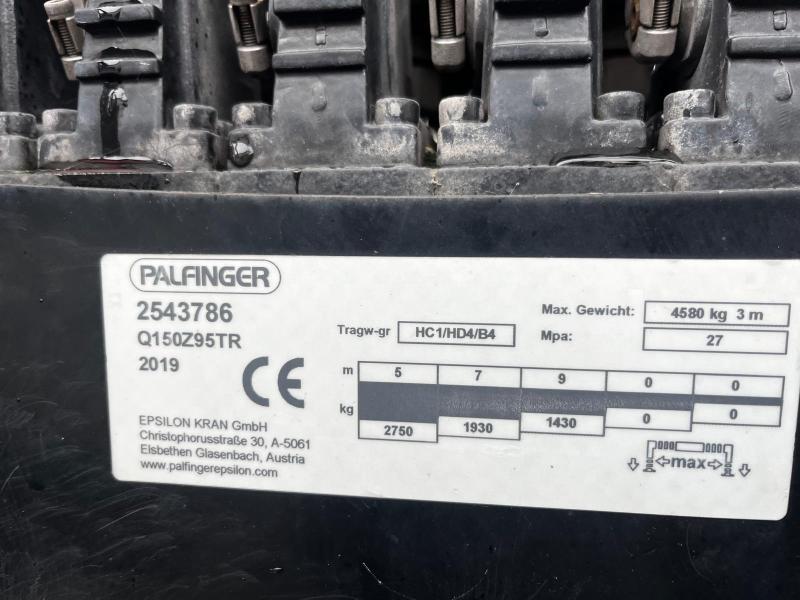 PALFINGER
2543786
Q150Z95TR
2019
CE
EPSILON KRAN GmbH
Christophorusstraße 30, A-5061
Elsbethen Glasenbach, Austria
www.palfingerepsilon.com
Tragw-gr HC1/HD4/B4
Max. Gewicht: 4580 kg 3 m
Mpa: 27
m 5 7 9 0 0
kg 2750 1930 1430 0 0
max